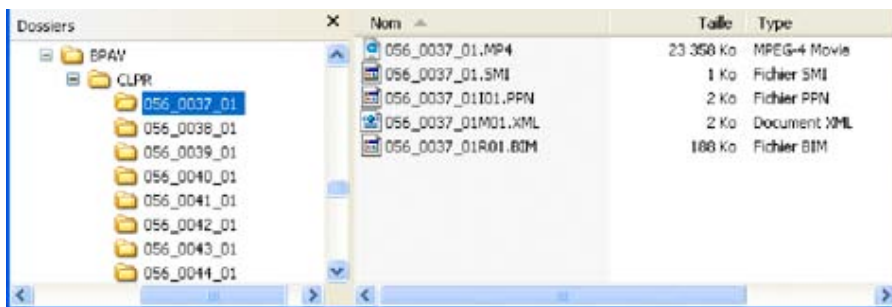 Dossiers
BPAV
CLPR
056_0037_01
056_0038_01
056_0039_01
056_0040_01
056_0041_01
056_0042_01
056_0043_01
056_0044_01
Nom Taille Type
056_0037_01.MP4 23 358 Ko MPEG-4 Movie
056_0037_01.SMI 1 Ko Fichier SMI
056_0037_01I01.PPN 2 Ko Fichier PPN
056_0037_01M01.XML 2 Ko Document XML
056_0037_01R01.BIM 188 Ko Fichier BIM